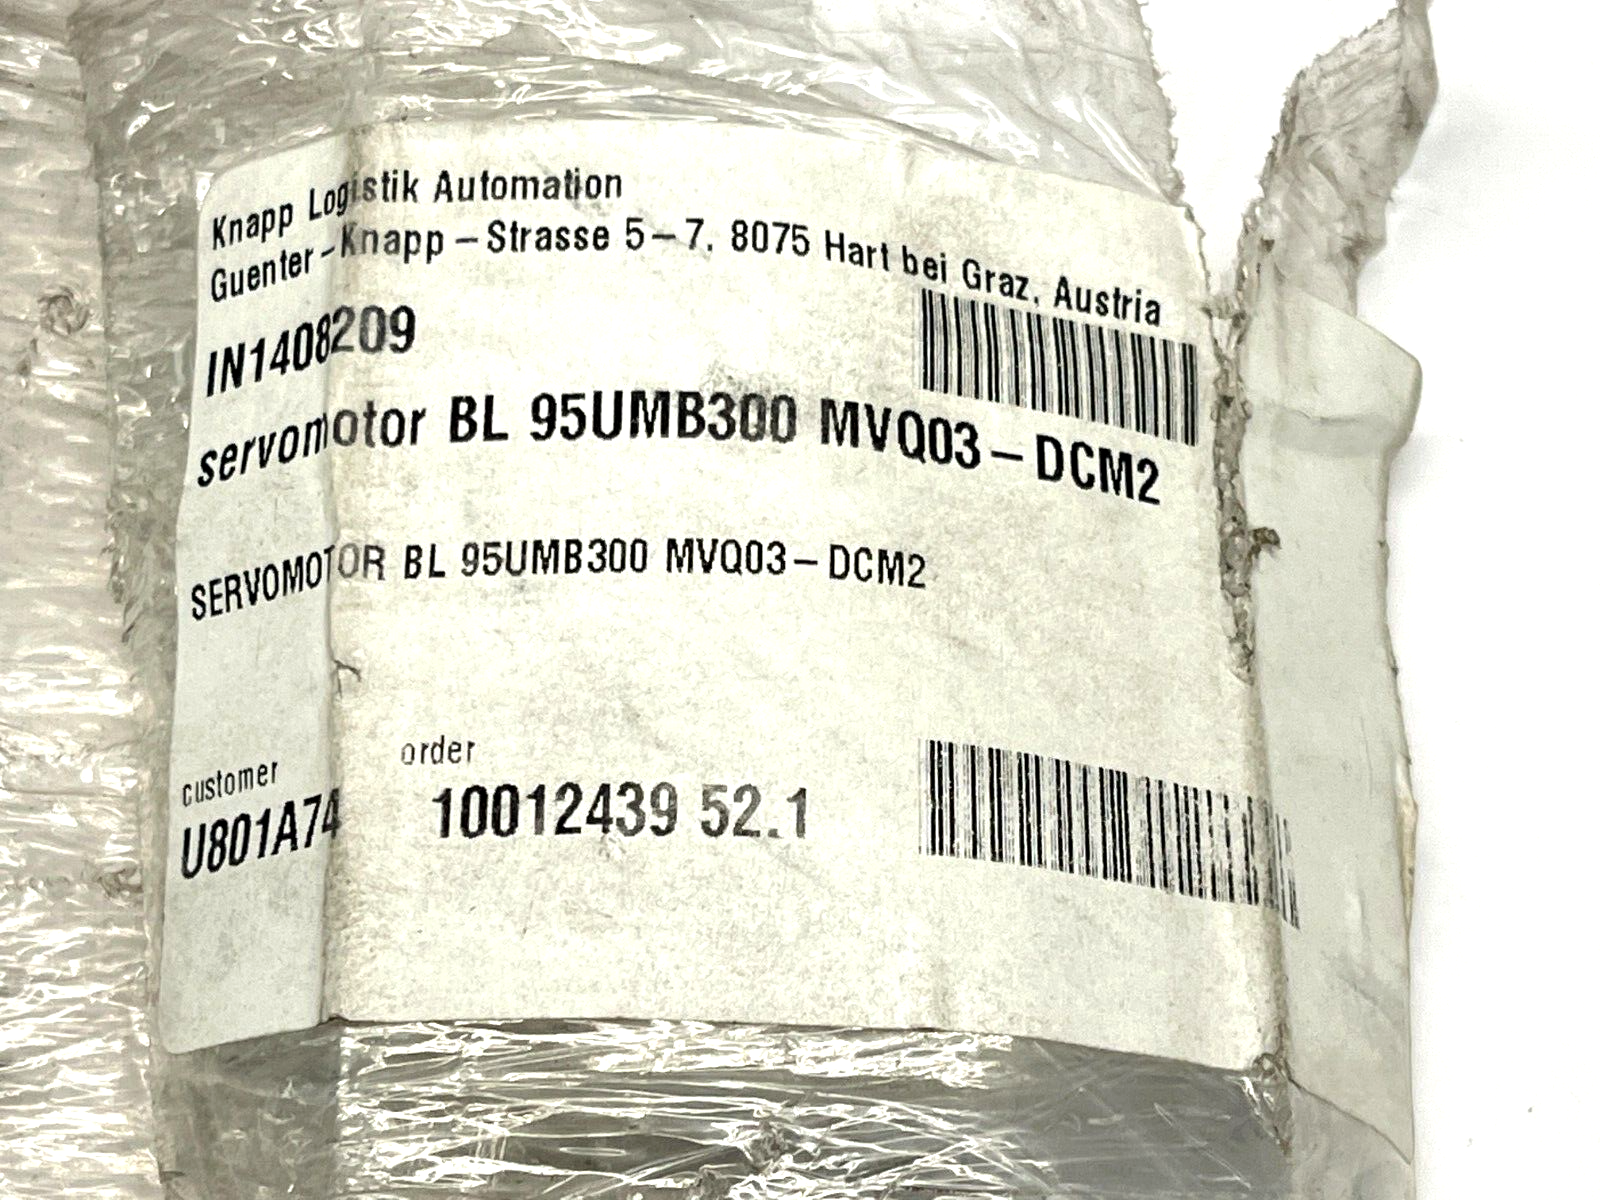 Knapp Logistik Automation
Guenter-Knapp-Strasse 5-7, 8075 Hart bei Graz, Austria
IN1408209
servomotor BL 95UMB300 MVQ03-DCM2
SERVOMOTOR BL 95UMB300 MVQ03-DCM2
customer order
U801A74 10012439 52.1